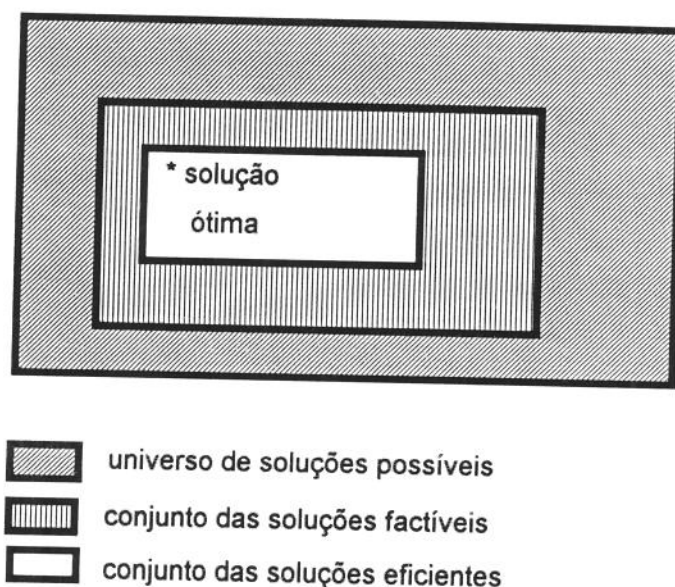 * solução
ótima
universo de soluções possíveis
conjunto das soluções factíveis
conjunto das soluções eficientes